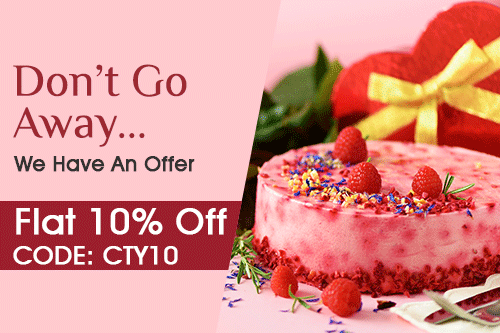 Don't Go
Away...
We Have An Offer
Flat 10% Off
CODE: CTY10